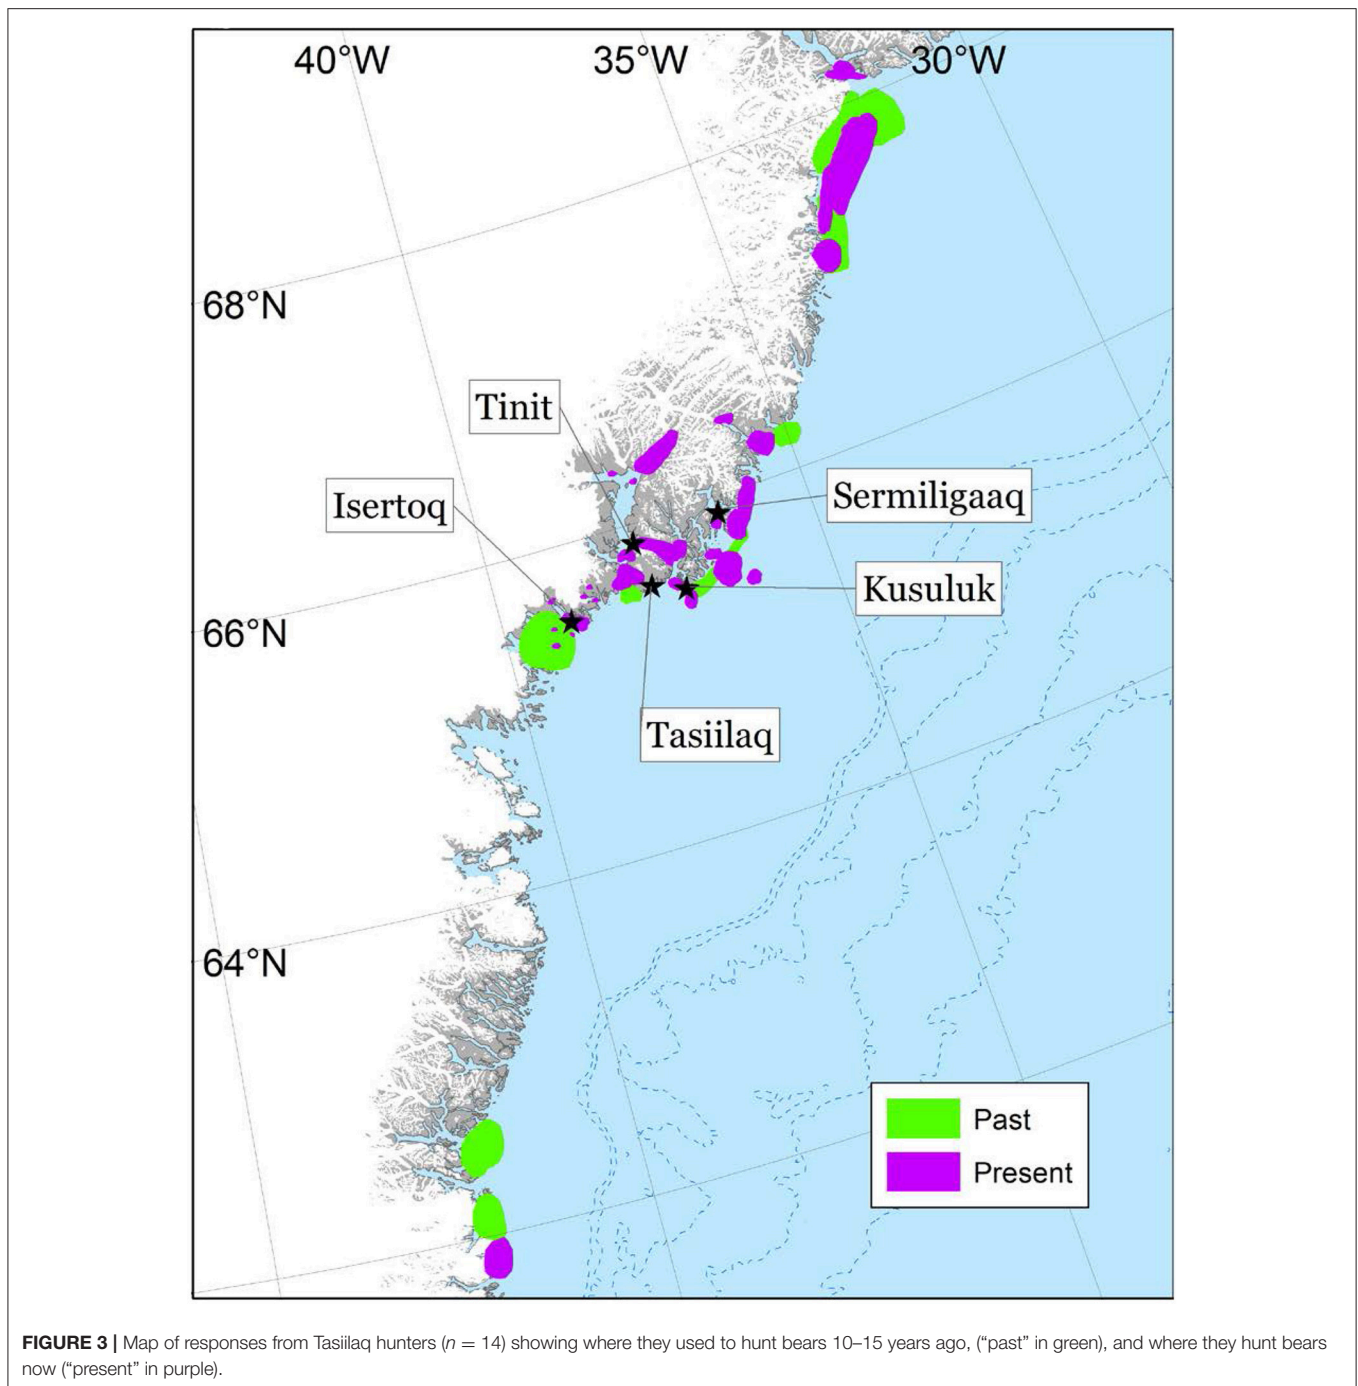 40°W
35°W
30°W
68°N
Tinit
Sermiligaaq
Isertoq
Kusuluk
66°N
Tasiilaq
64°N
Past
Present
FIGURE 3 | Map of responses from Tasiilaq hunters (n = 14) showing where they used to hunt bears 10–15 years ago, (“past” in green), and where they hunt bears
now (“present” in purple).